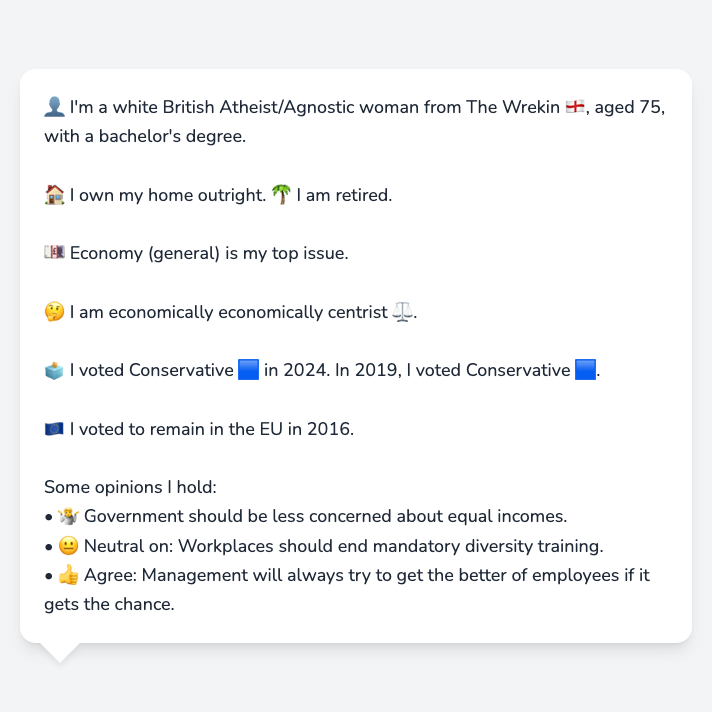 👤 I'm a white British Atheist/Agnostic woman from The Wrekin 🏴󠁧󠁢󠁥󠁮󠁧󠁿, aged 75,
with a bachelor's degree.
🏠 I own my home outright. 🌴 I am retired.
💷 Economy (general) is my top issue.
🤔 I am economically economically centrist ⚖️.
🗳️ I voted Conservative 🟦 in 2024. In 2019, I voted Conservative 🟦.
🇪🇺 I voted to remain in the EU in 2016.
Some opinions I hold:
• 🤷 Government should be less concerned about equal incomes.
• 😐 Neutral on: Workplaces should end mandatory diversity training.
• 👍 Agree: Management will always try to get the better of employees if it
gets the chance.